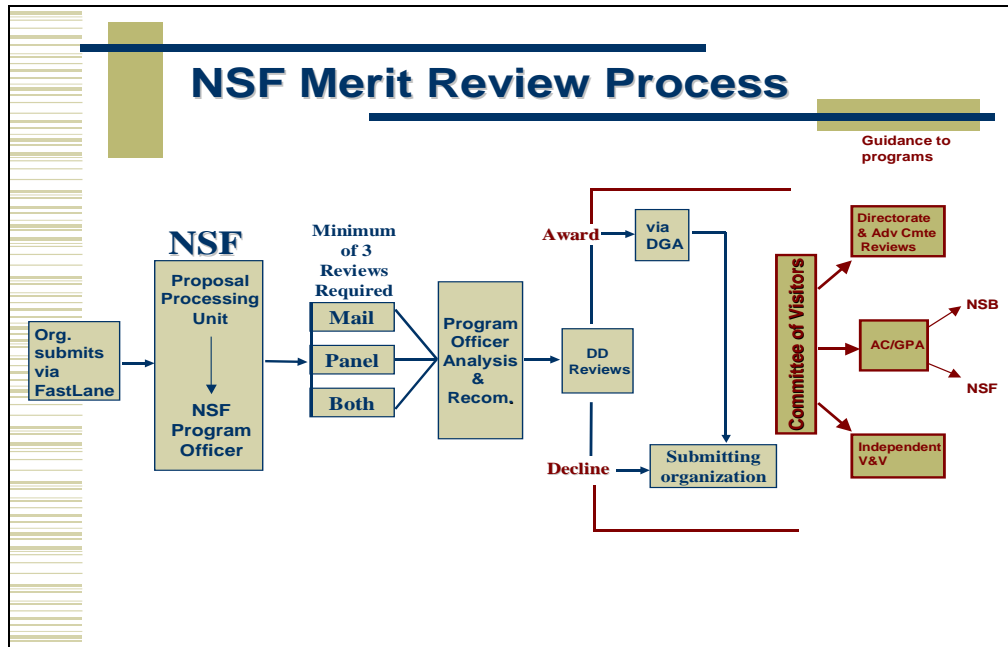 NSF Merit Review Process
Guidance to
programs
Org.
submits
via
FastLane
NSF
Proposal
Processing
Unit
NSF
Program
Officer
Minimum
of 3
Reviews
Required
Mail
Panel
Both
Program
Officer
Analysis
&
Recom.
DD
Reviews
Award
via
DGA
Decline
Submitting
organization
Committee of Visitors
Directorate
& Adv Cmte
Reviews
AC/GPA
NSB
NSF
Independent
V&V